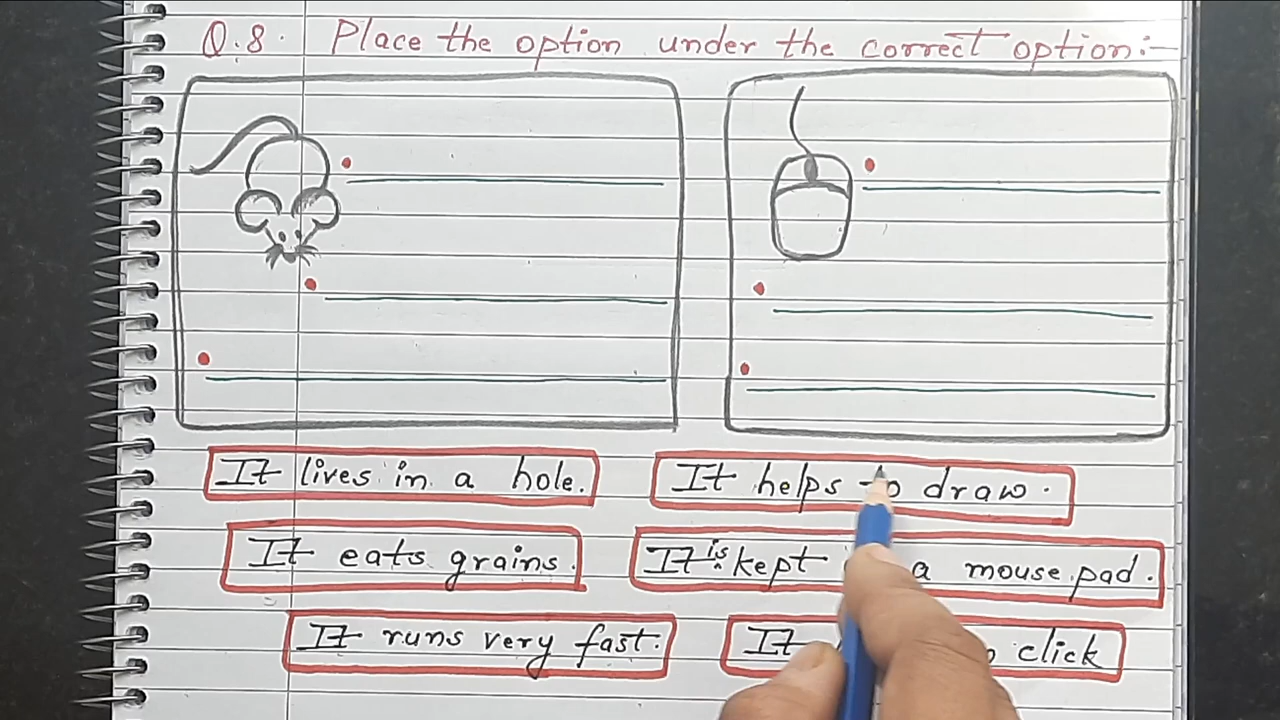 Q.8. Place the option under the correct option:-
It lives in a hole.
It helps to draw.
It eats grains.
It is kept a mouse pad.
It runs very fast.
It click